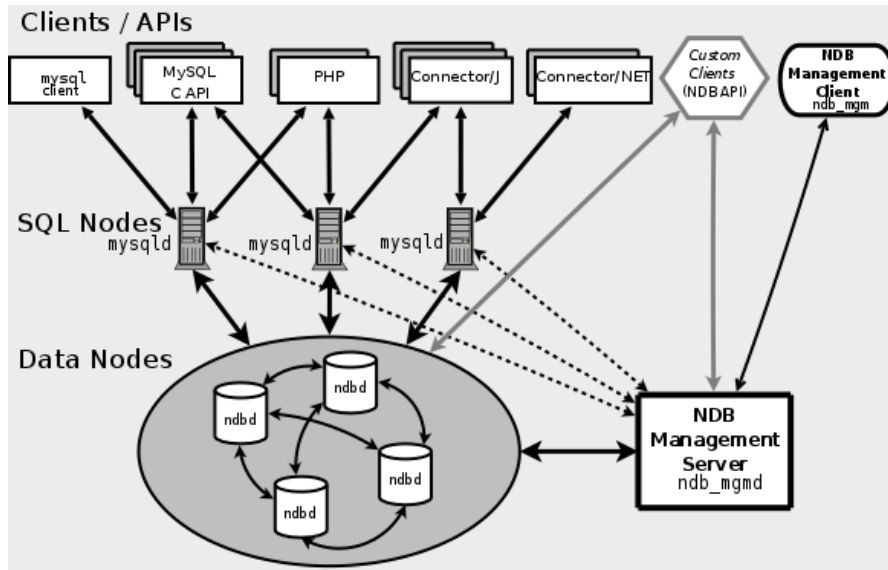 Clients / APIs
mysql
client
MySQL
C API
PHP
Connector/J
Connector/NET
Custom
Clients
(NDBAPI)
NDB
Management
Client
ndb_mgm
SQL Nodes
mysqld
mysqld
mysqld
Data Nodes
ndbd
ndbd
ndbd
ndbd
NDB
Management
Server
ndb_mgmd